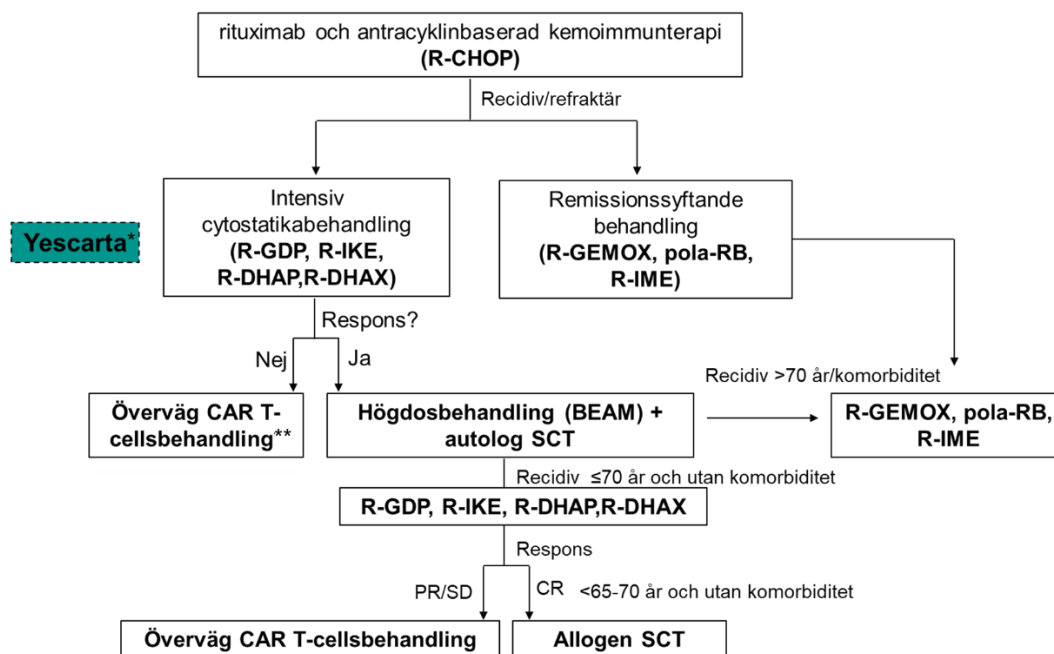 rituximab och antracyklinbaserad kemoimmunterapi
(R-CHOP)
Recidiv/refraktär
Intensiv
cytostatikabehandling
(R-GDP, R-IKE,
R-DHAP,R-DHAX)
Remissionssyftande
behandling
(R-GEMOX, pola-RB,
R-IME)
Yescarta*
Respons?
Nej
Ja
Recidiv >70 år/komorbiditet
Överväg CAR T-
cellsbehandling**
Högdosbehandling (BEAM) +
autolog SCT
R-GEMOX, pola-RB,
R-IME
Recidiv ≤70 år och utan komorbiditet
R-GDP, R-IKE, R-DHAP,R-DHAX
Respons
PR/SD
CR
<65-70 år och utan komorbiditet
Överväg CAR T-cellsbehandling
Allogen SCT